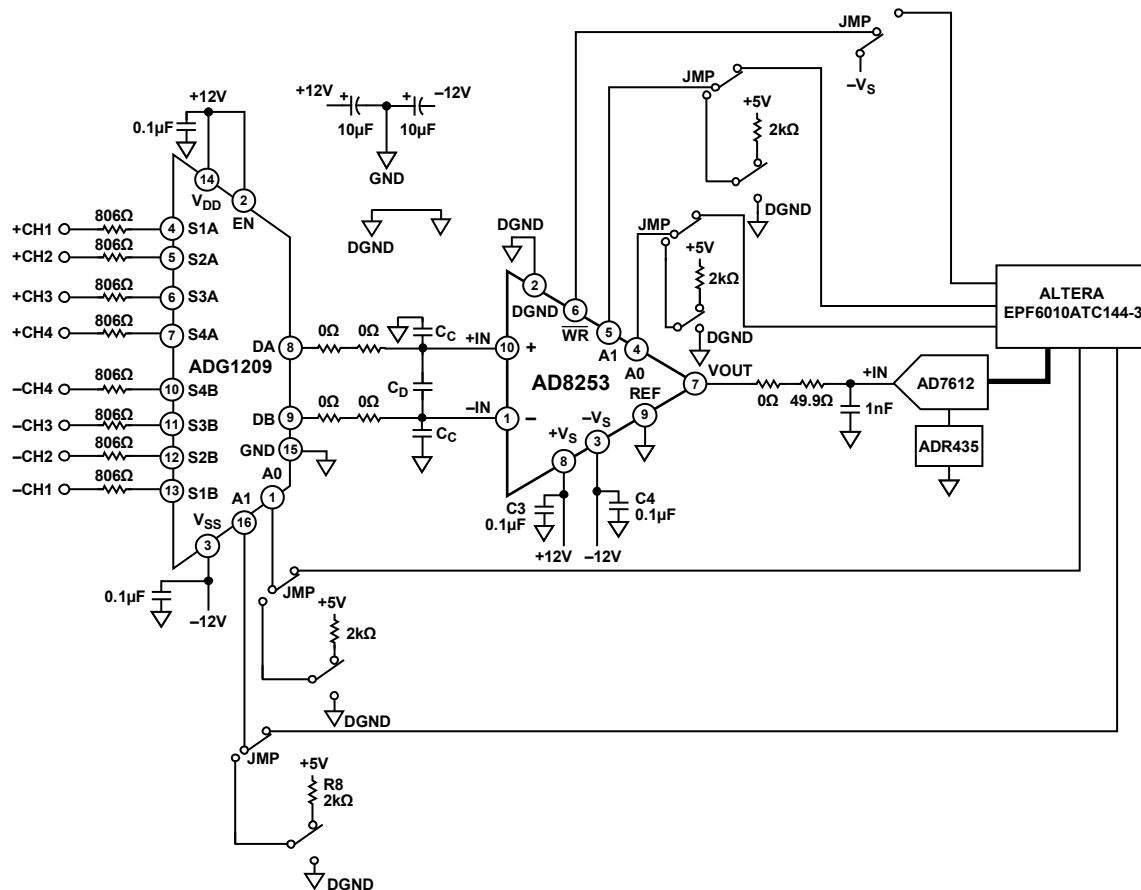 JMP
–VS
JMP
+5V
2kΩ
DGND
+12V
0.1µF
+12V
–12V
10µF
10µF
GND
DGND
14
VDD
2
EN
+CH1
806Ω
4
S1A
+CH2
806Ω
5
S2A
+CH3
806Ω
6
S3A
+CH4
806Ω
7
S4A
–CH4
806Ω
10
S4B
–CH3
806Ω
11
S3B
–CH2
806Ω
12
S2B
–CH1
806Ω
13
S1B
ADG1209
DA
8
DB
9
GND
15
A0
1
A1
16
VSS
3
0.1µF
–12V
0Ω
0Ω
0Ω
0Ω
CC
CD
CC
+IN
–IN
DGND
2
DGND
6
WR
5
A1
4
A0
10
+
1
–
AD8253
7
VOUT
REF
9
–VS
3
+VS
8
C3
0.1µF
+12V
–12V
C4
0.1µF
JMP
+5V
2kΩ
DGND
ALTERA
EPF6010ATC144-3
0Ω
49.9Ω
+IN
1nF
AD7612
ADR435
JMP
+5V
2kΩ
DGND
JMP
+5V
R8
2kΩ
DGND